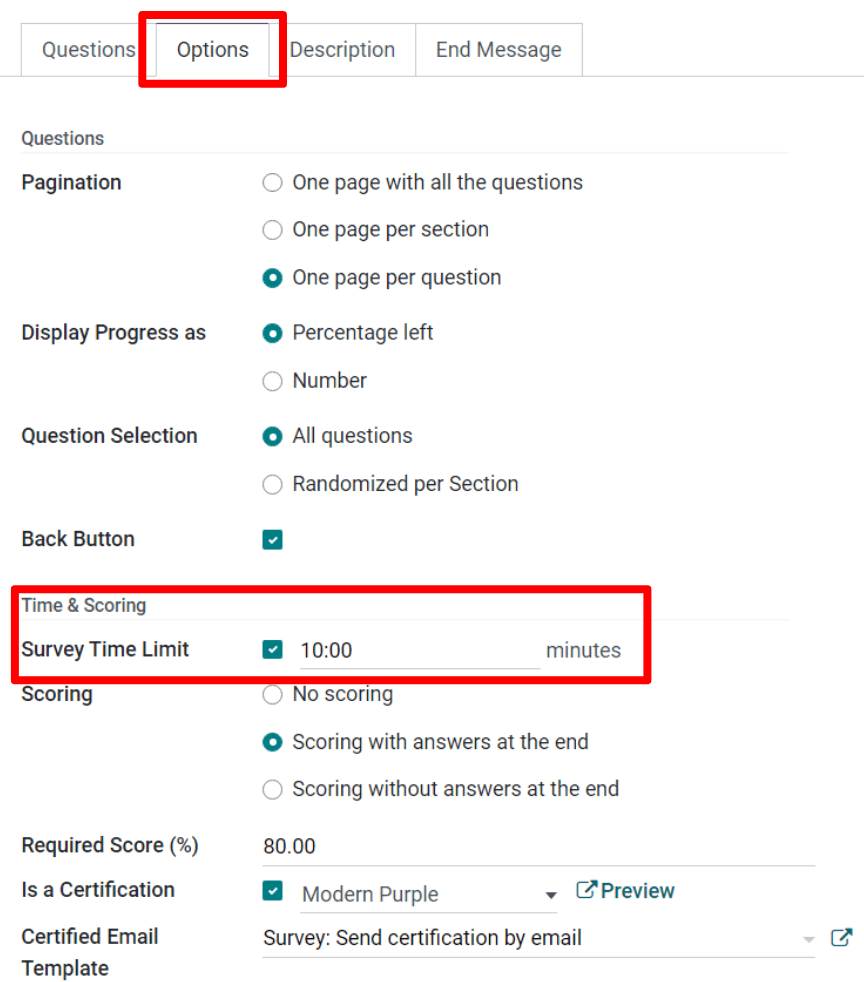 Questions Options Description End Message
Questions
Pagination One page with all the questions
One page per section
One page per question
Display Progress as Percentage left
Number
Question Selection All questions
Randomized per Section
Back Button
Time & Scoring
Survey Time Limit 10:00 minutes
Scoring No scoring
Scoring with answers at the end
Scoring without answers at the end
Required Score (%) 80.00
Is a Certification Modern Purple Preview
Certified Email Survey: Send certification by email
Template